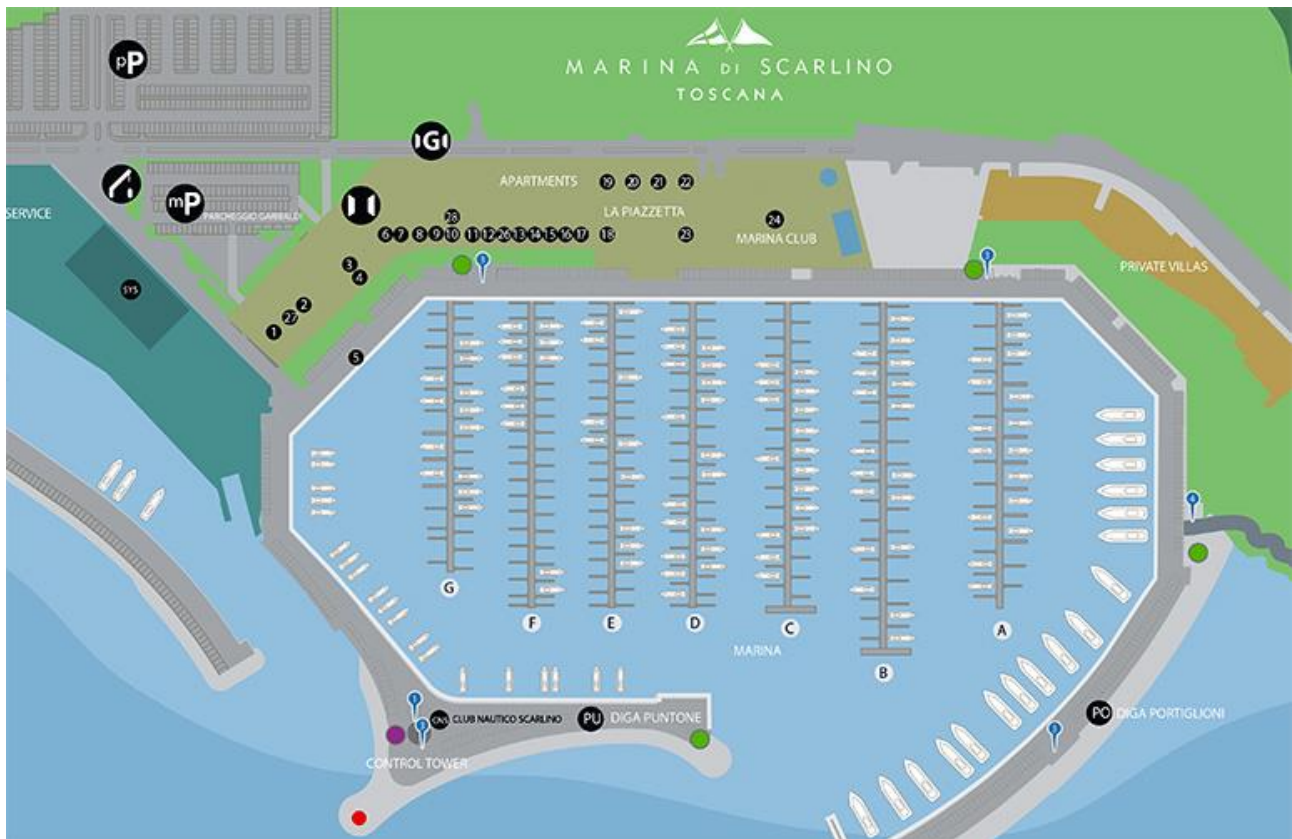 MARINA DI SCARLINO
TOSCANA
pP
G
mP
PARCHEGGIO GARIBALDI
SERVICE
SYS
APARTMENTS
19 20 21 22
LA PIAZZETTA
28
24
6 7 8 9 10 11 12 26 13 14 15 16 17 18 23
MARINA CLUB
3
4
PRIVATE VILLAS
2
27
1
5
4
G
F
E
D
C
A
B
MARINA
1
CNS CLUB NAUTICO SCARLINO
PU DIGA PUNTONE
PO DIGA PORTIGLIONI
CONTROL TOWER